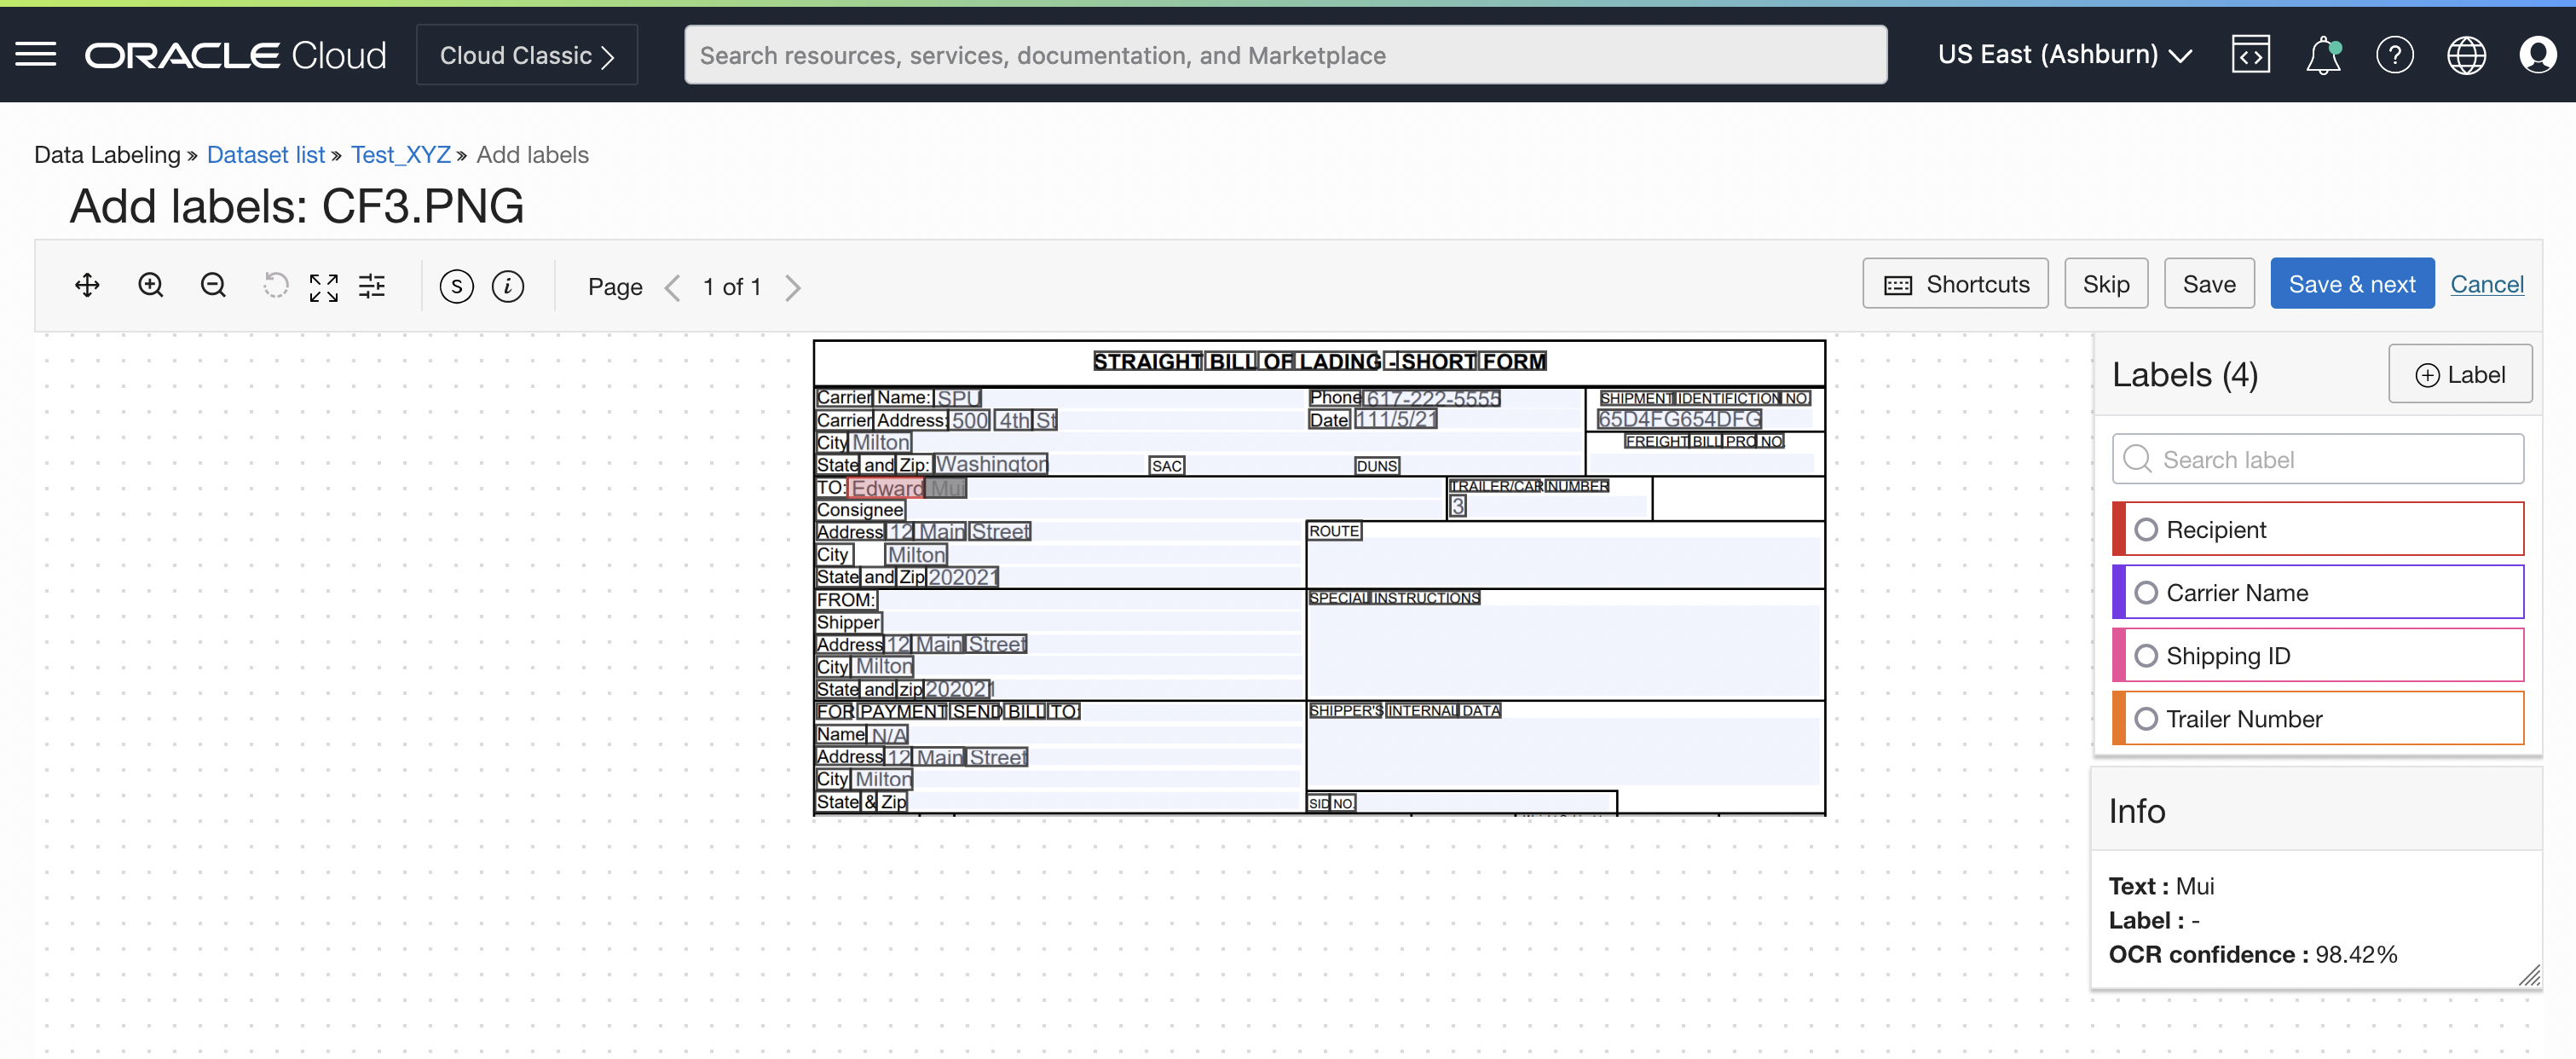 ORACLE Cloud
Cloud Classic
Search resources, services, documentation, and Marketplace
US East (Ashburn)
Data Labeling » Dataset list » Test_XYZ » Add labels
Add labels: CF3.PNG
S
i
Page 1 of 1
Shortcuts
Skip
Save
Save & next
Cancel
STRAIGHT BILL OF LADING - SHORT FORM
Carrier Name: SPU
Phone 617-222-5555
SHIPMENT IDENTIFICTION NO.
Carrier Address: 500 4th St
Date 111/5/21
65D4FG654DFG
City Milton
FREIGHT BILL PRO NO.
State and Zip: Washington
SAC
DUNS
TO: Edward Mui
TRAILER/CAR NUMBER
Consignee
3
Address 12 Main Street
ROUTE
City Milton
State and Zip 202021
FROM:
SPECIAL INSTRUCTIONS
Shipper
Address 12 Main Street
City Milton
State and zip 202021
FOR PAYMENT SEND BILL TO:
SHIPPER'S INTERNAL DATA
Name N/A
Address 12 Main Street
City Milton
State & Zip
SID NO.
Labels (4)
Label
Search label
Recipient
Carrier Name
Shipping ID
Trailer Number
Info
Text : Mui
Label : -
OCR confidence : 98.42%